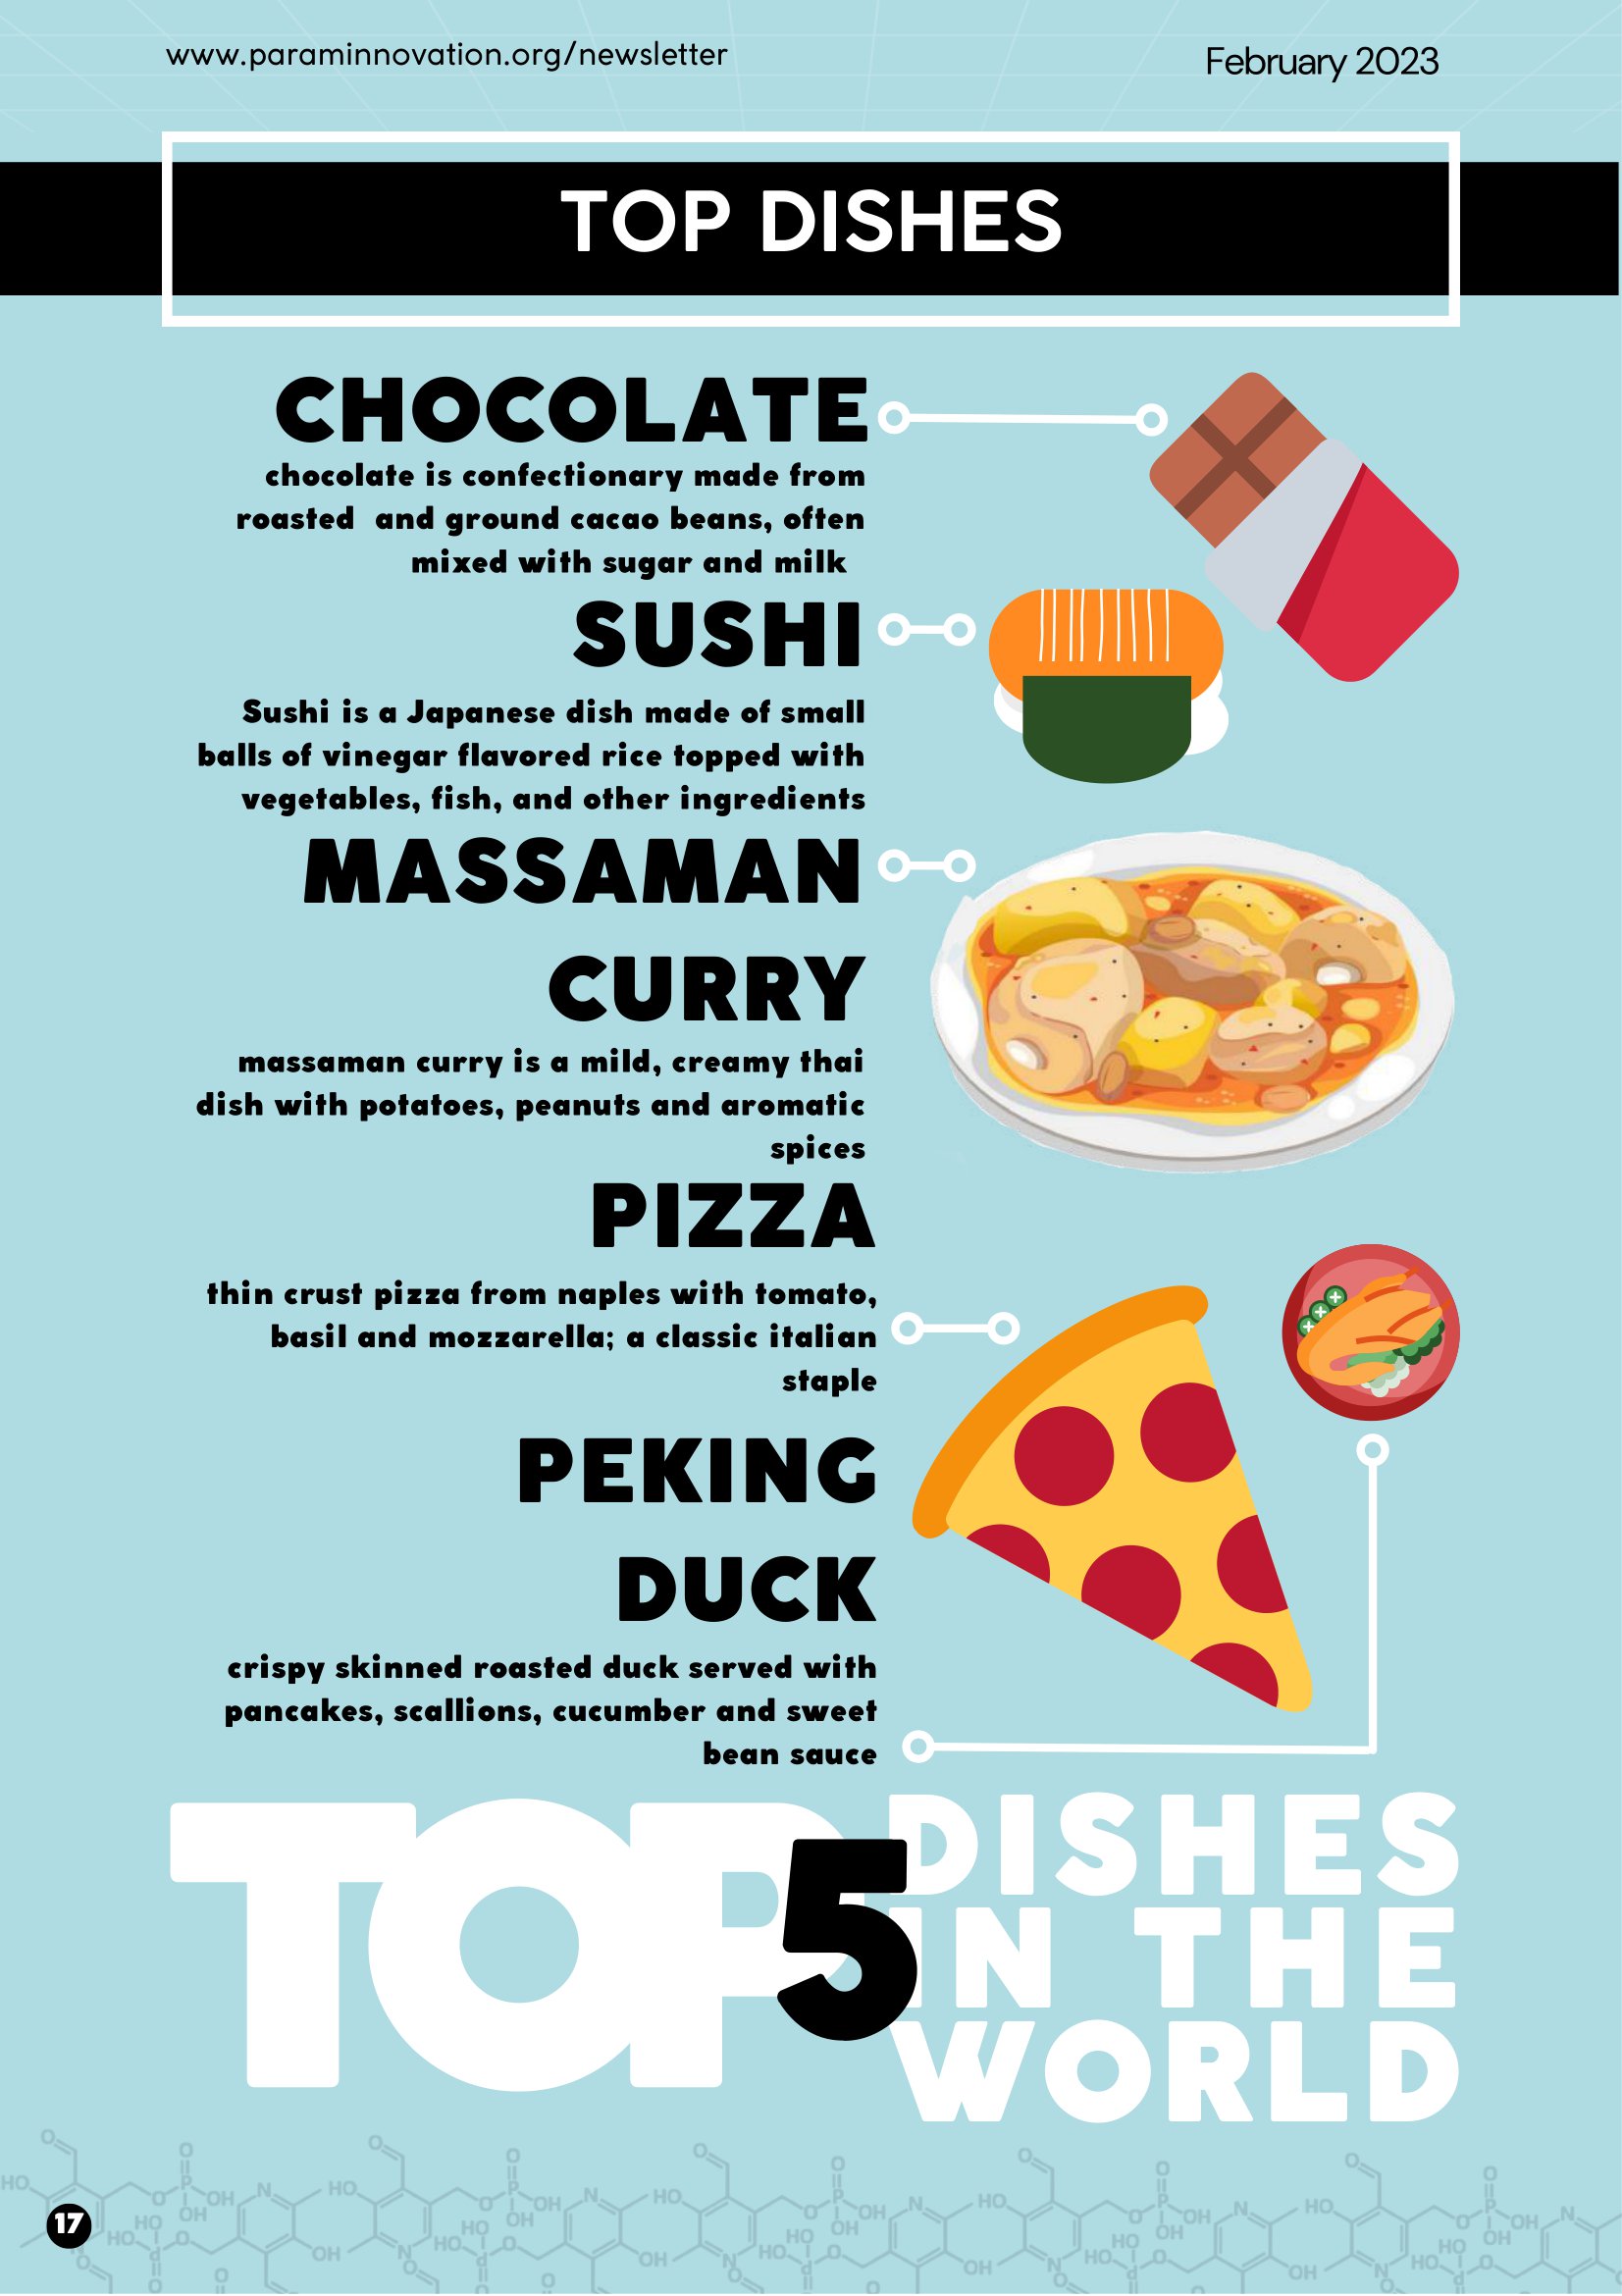 www.paraminnovation.org/newsletter
February 2023
TOP DISHES
CHOCOLATE
chocolate is confectionary made from
roasted and ground cacao beans, often
mixed with sugar and milk
SUSHI
Sushi is a Japanese dish made of small
balls of vinegar flavored rice topped with
vegetables, fish, and other ingredients
MASSAMAN
CURRY
massaman curry is a mild, creamy thai
dish with potatoes, peanuts and aromatic
spices
PIZZA
thin crust pizza from naples with tomato,
basil and mozzarella; a classic italian
staple
PEKING
DUCK
crispy skinned roasted duck served with
pancakes, scallions, cucumber and sweet
bean sauce
TOP 5 DISHES
IN THE
WORLD
17